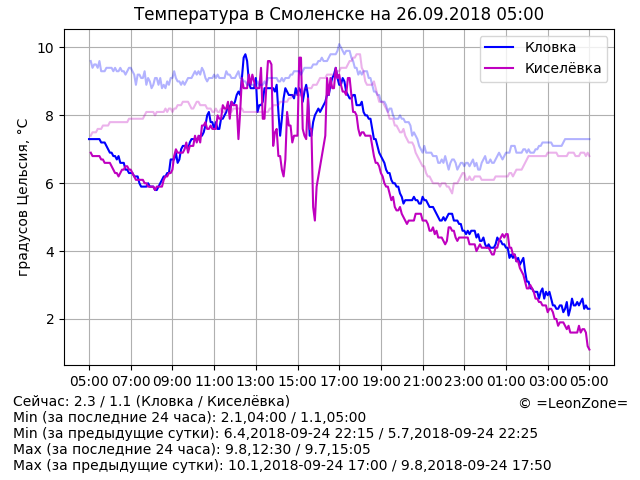 Температура в Смоленске на 26.09.2018 05:00
градусов Цельсия, °C
10
8
6
4
2
Кловка
Киселёвка
05:00 07:00 09:00 11:00 13:00 15:00 17:00 19:00 21:00 23:00 01:00 03:00 05:00
Сейчас: 2.3 / 1.1 (Кловка / Киселёвка)
© =LeonZone=
Min (за последние 24 часа): 2.1,04:00 / 1.1,05:00
Min (за предыдущие сутки): 6.4,2018-09-24 22:15 / 5.7,2018-09-24 22:25
Max (за последние 24 часа): 9.8,12:30 / 9.7,15:05
Max (за предыдущие сутки): 10.1,2018-09-24 17:00 / 9.8,2018-09-24 17:50